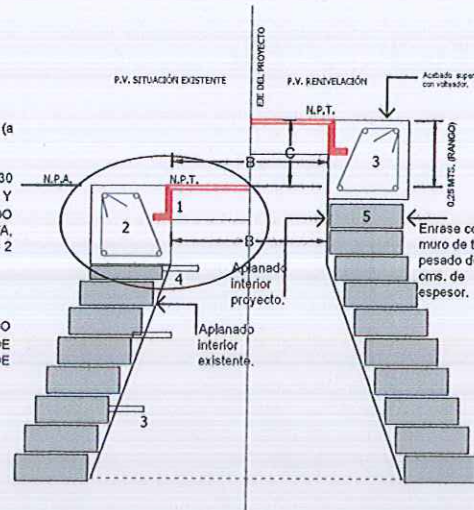 EJE DEL PROYECTO
P.V. SITUACIÓN EXISTENTE
P.V. RENIVELACIÓN
Acabado
con volteador.
(a
30
Y
DO
TA,
2
O
DE
DE
N.P.A.
N.P.T.
N.P.T.
B
C
B
1
2
3
4
5
3
0.25 MTS. (RANGO)
Aplanado
interior
proyecto.
Aplanado
interior
existente.
Enrase co
muro de t
pesado d
cms. de
espesor.